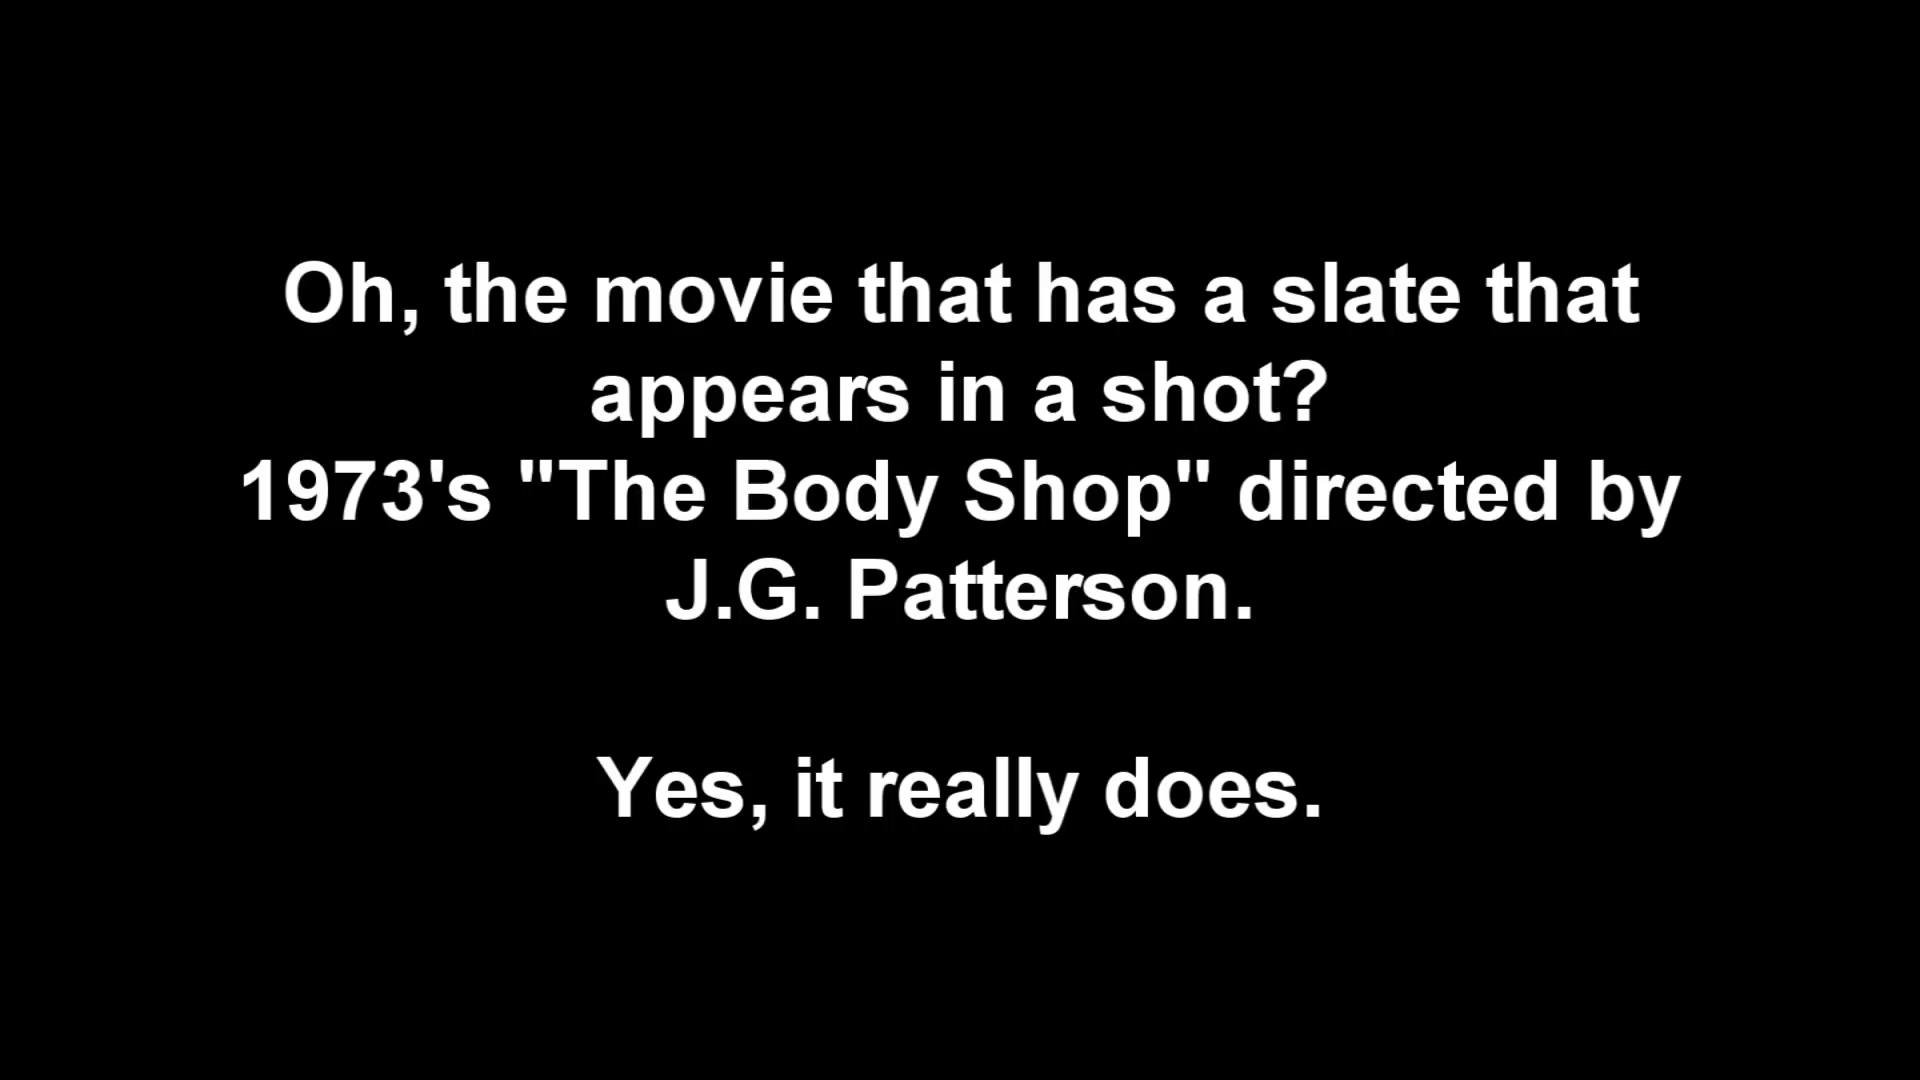 Oh, the movie that has a slate that
appears in a shot?
1973's "The Body Shop" directed by
J.G. Patterson.
Yes, it really does.